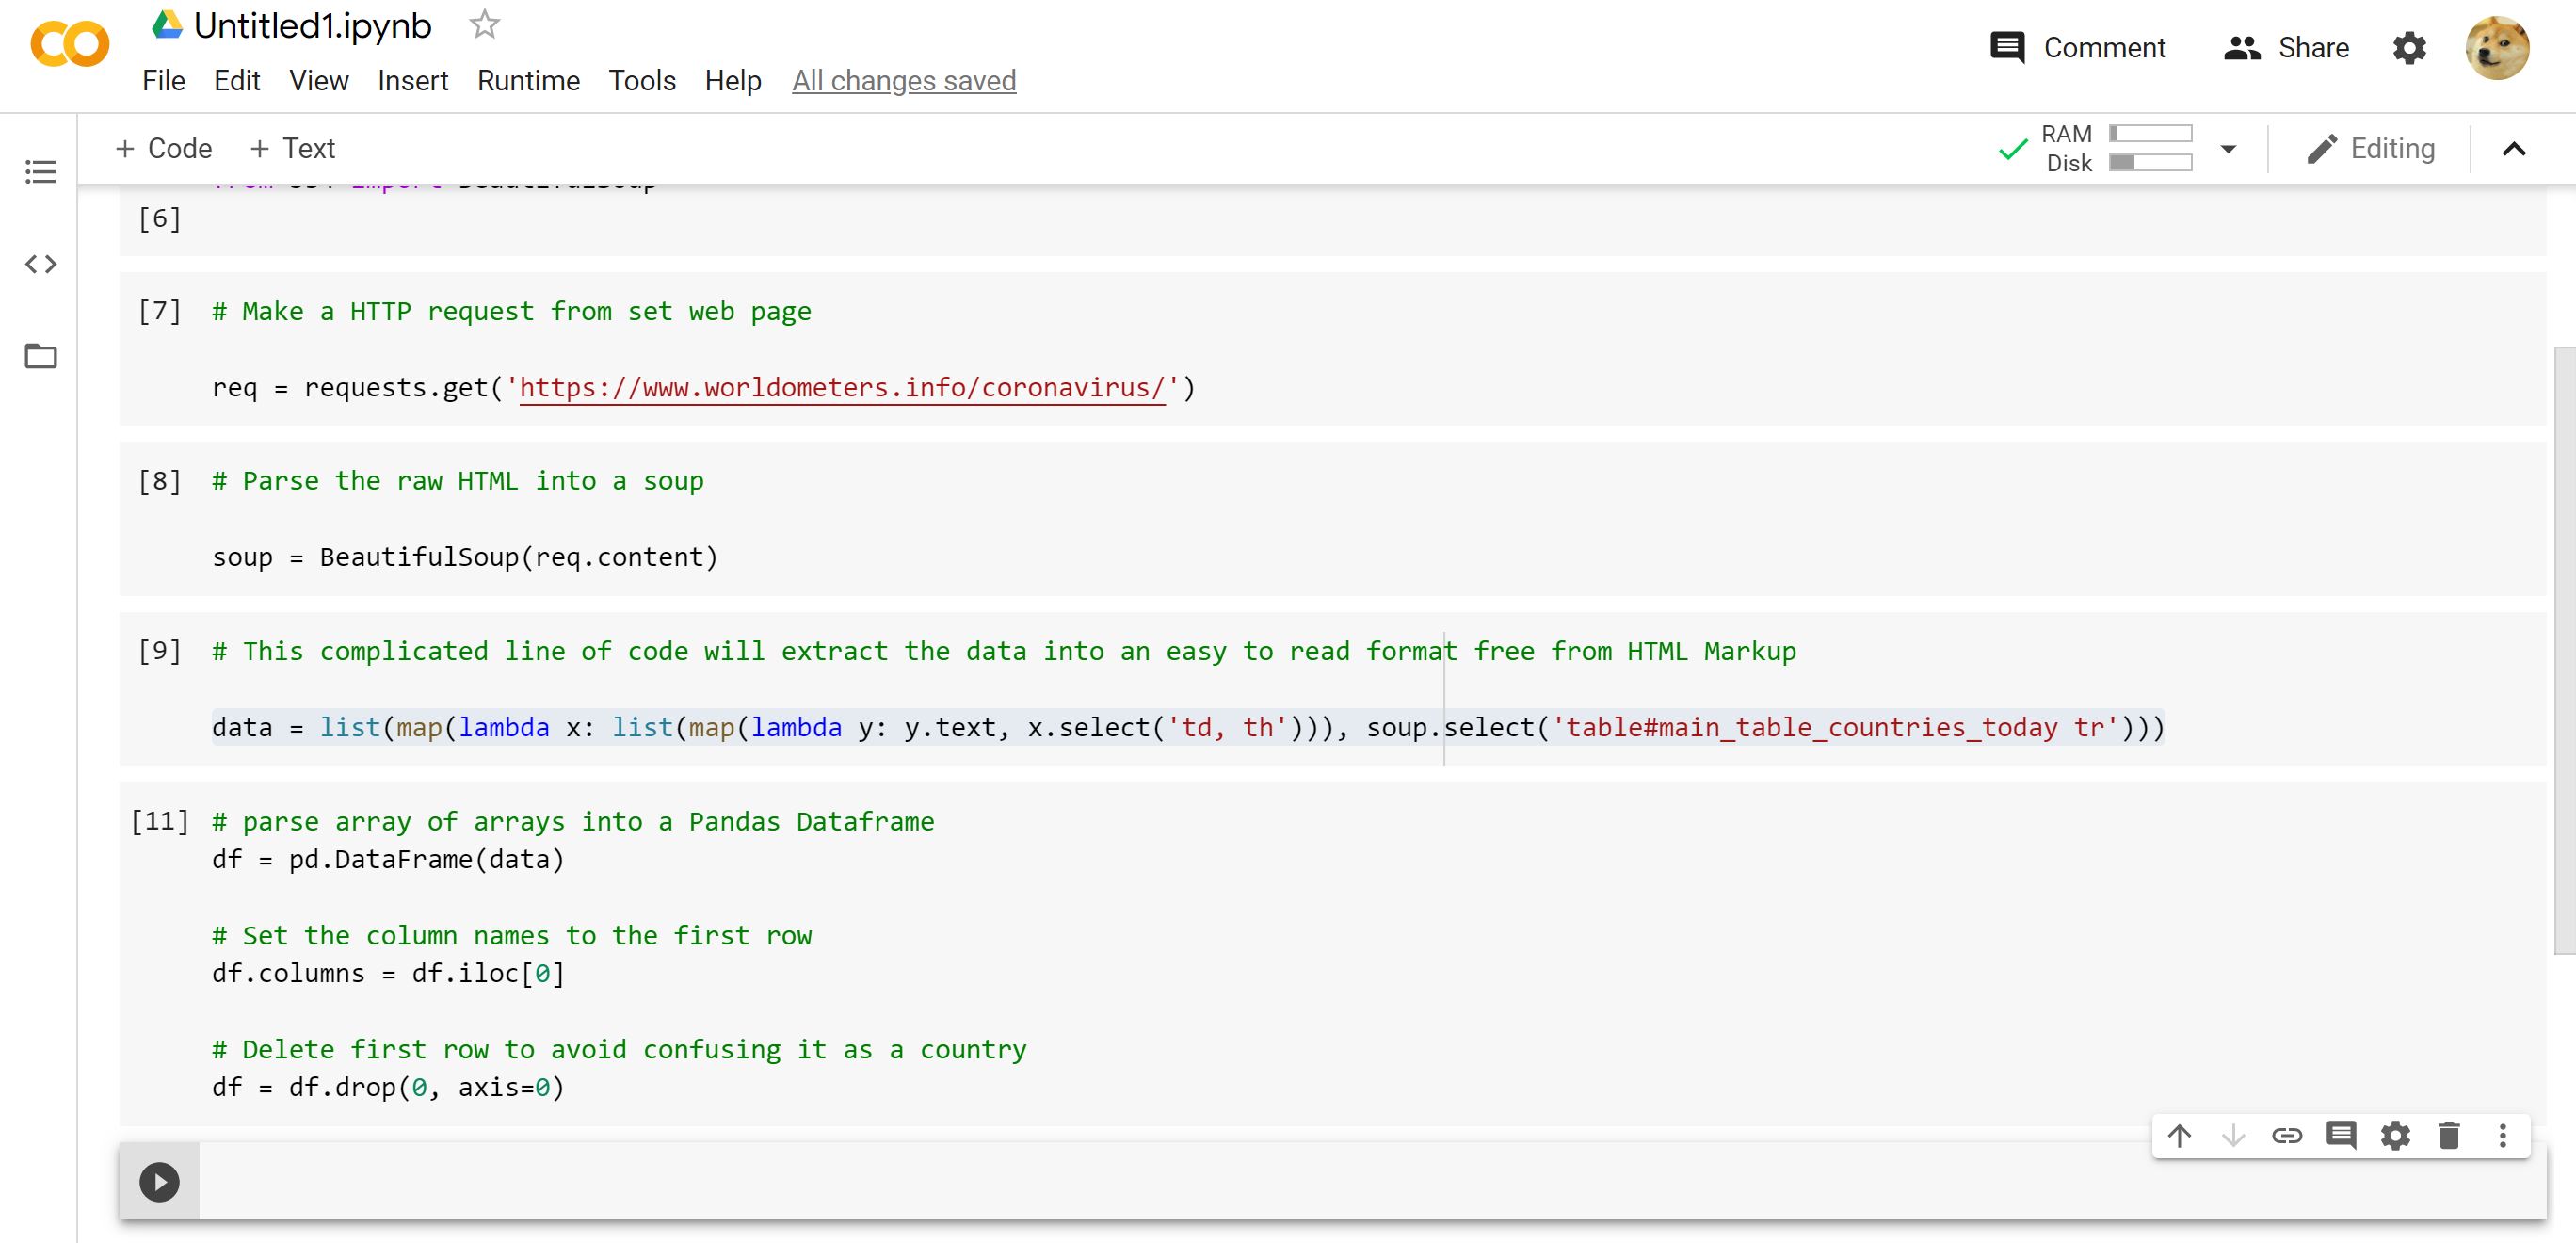 Untitled1.ipynb
Comment
Share
File Edit View Insert Runtime Tools Help All changes saved
+ Code + Text
RAM
Disk
Editing
import BeautifulSoup
[6]
[7] # Make a HTTP request from set web page
req = requests.get('https://www.worldometers.info/coronavirus/')
[8] # Parse the raw HTML into a soup
soup = BeautifulSoup(req.content)
[9] # This complicated line of code will extract the data into an easy to read format free from HTML Markup
data = list(map(lambda x: list(map(lambda y: y.text, x.select('td, th'))), soup.select('table#main_table_countries_today tr')))
[11] # parse array of arrays into a Pandas Dataframe
df = pd.DataFrame(data)
# Set the column names to the first row
df.columns = df.iloc[0]
# Delete first row to avoid confusing it as a country
df = df.drop(0, axis=0)